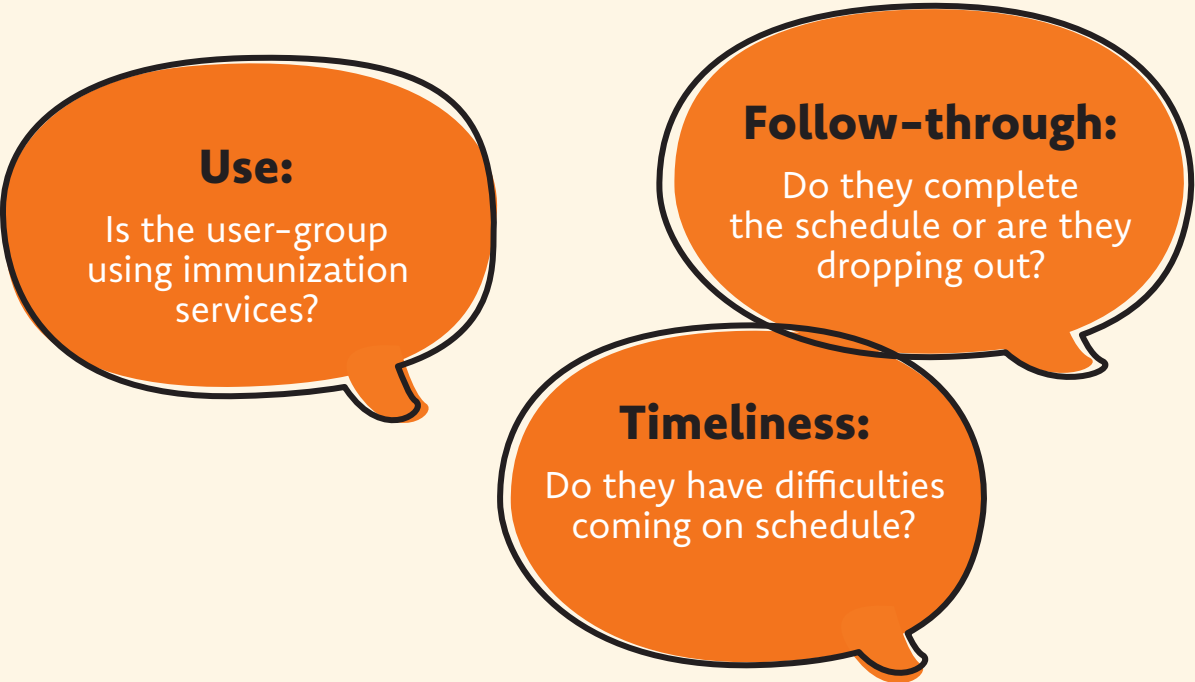 Use:
Is the user-group
using immunization
services?
Follow-through:
Do they complete
the schedule or are they
dropping out?
Timeliness:
Do they have difficulties
coming on schedule?